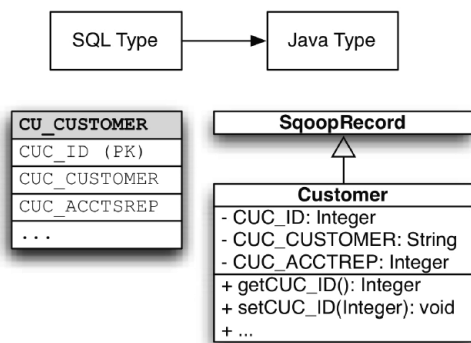 SQL Type
Java Type
CU_CUSTOMER
CUC_ID (PK)
CUC_CUSTOMER
CUC_ACCTSREP
...
SqoopRecord
Customer
- CUC_ID: Integer
- CUC_CUSTOMER: String
- CUC_ACCTREP: Integer
+ getCUC_ID(): Integer
+ setCUC_ID(Integer): void
+ ...